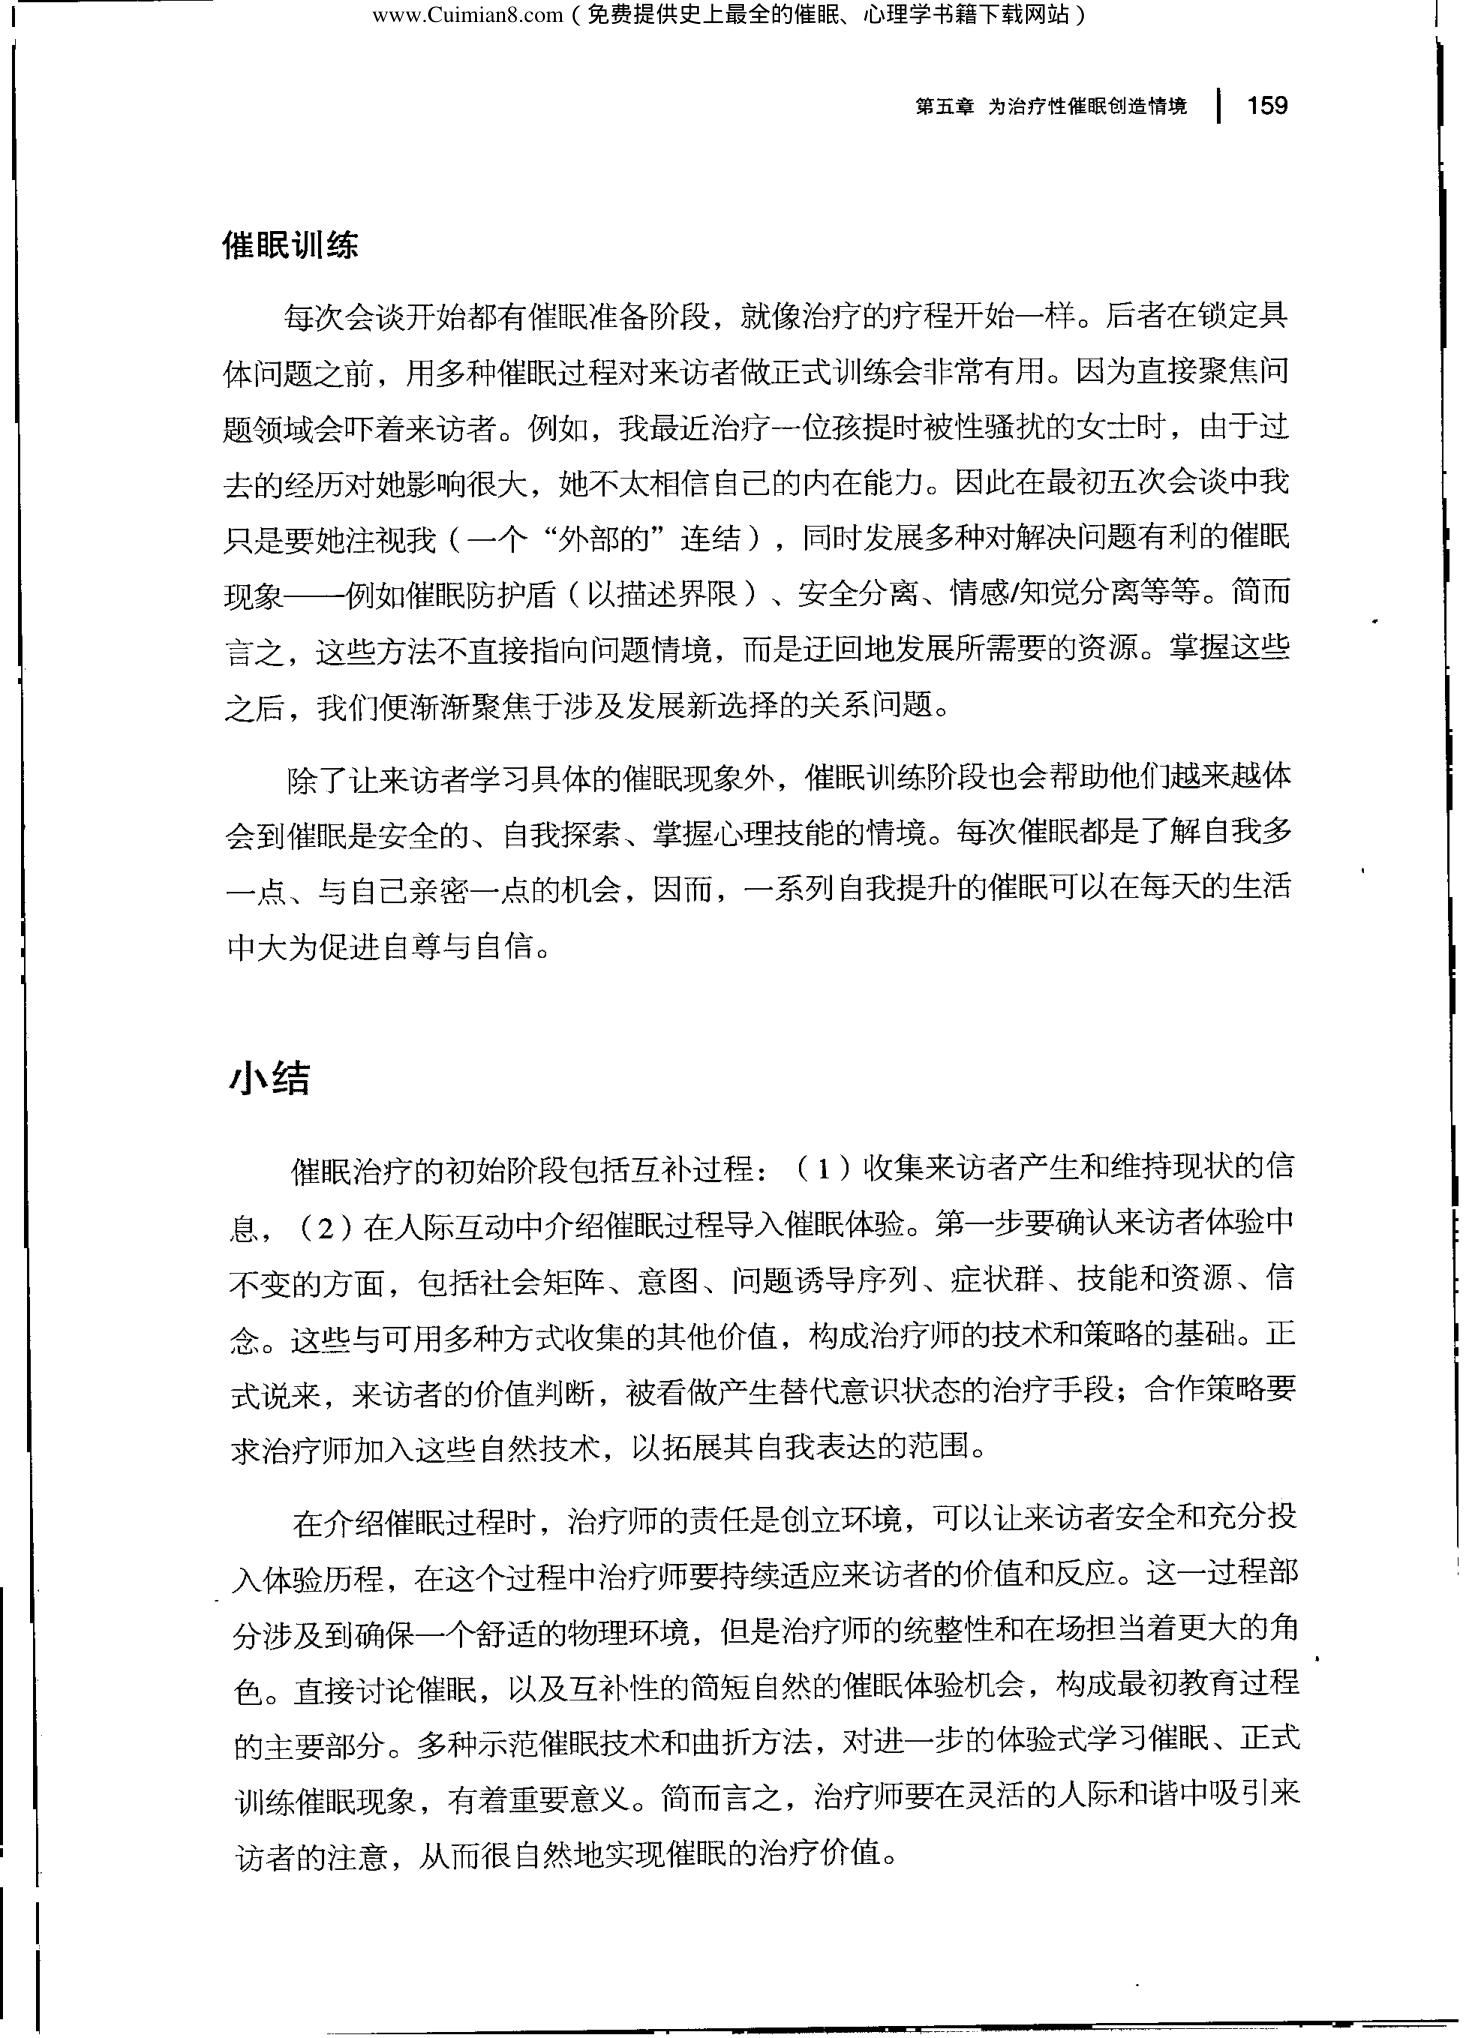 www.Cuimian8.com（免费提供史上最全的催眠、心理学书籍下载网站）
第五章 为治疗性催眠创造情境 | 159
催眠训练
每次会谈开始都有催眠准备阶段，就像治疗的疗程开始一样。后者在锁定具
体问题之前，用多种催眠过程对来访者做正式训练会非常有用。因为直接聚焦问
题领域会吓着来访者。例如，我最近治疗一位孩提时被性骚扰的女士时，由于过
去的经历对她影响很大，她不太相信自己的内在能力。因此在最初五次会谈中我
只是要她注视我（一个“外部的”连结），同时发展多种对解决问题有利的催眠
现象——例如催眠防护盾（以描述界限）、安全分离、情感/知觉分离等等。简而
言之，这些方法不直接指向问题情境，而是迂回地发展所需要的资源。掌握这些
之后，我们便渐渐聚焦于涉及发展新选择的关系问题。
除了让来访者学习具体的催眠现象外，催眠训练阶段也会帮助他们越来越体
会到催眠是安全的、自我探索、掌握心理技能的情境。每次催眠都是了解自我多
一点、与自己亲密一点的机会，因而，一系列自我提升的催眠可以在每天的生活
中大为促进自尊与自信。
小结
催眠治疗的初始阶段包括互补过程：（1）收集来访者产生和维持现状的信
息，（2）在人际互动中介绍催眠过程导入催眠体验。第一步要确认来访者体验中
不变的方面，包括社会矩阵、意图、问题诱导序列、症状群、技能和资源、信
念。这些与可用多种方式收集的其他价值，构成治疗师的技术和策略的基础。正
式说来，来访者的价值判断，被看做产生替代意识状态的治疗手段；合作策略要
求治疗师加入这些自然技术，以拓展其自我表达的范围。
在介绍催眠过程时，治疗师的责任是创立环境，可以让来访者安全和充分投
入体验历程，在这个过程中治疗师要持续适应来访者的价值和反应。这一过程部
分涉及到确保一个舒适的物理环境，但是治疗师的统整性和在场担当着更大的角
色。直接讨论催眠，以及互补性的简短自然的催眠体验机会，构成最初教育过程
的主要部分。多种示范催眠技术和曲折方法，对进一步的体验式学习催眠、正式
训练催眠现象，有着重要意义。简而言之，治疗师要在灵活的人际和谐中吸引来
访者的注意，从而很自然地实现催眠的治疗价值。